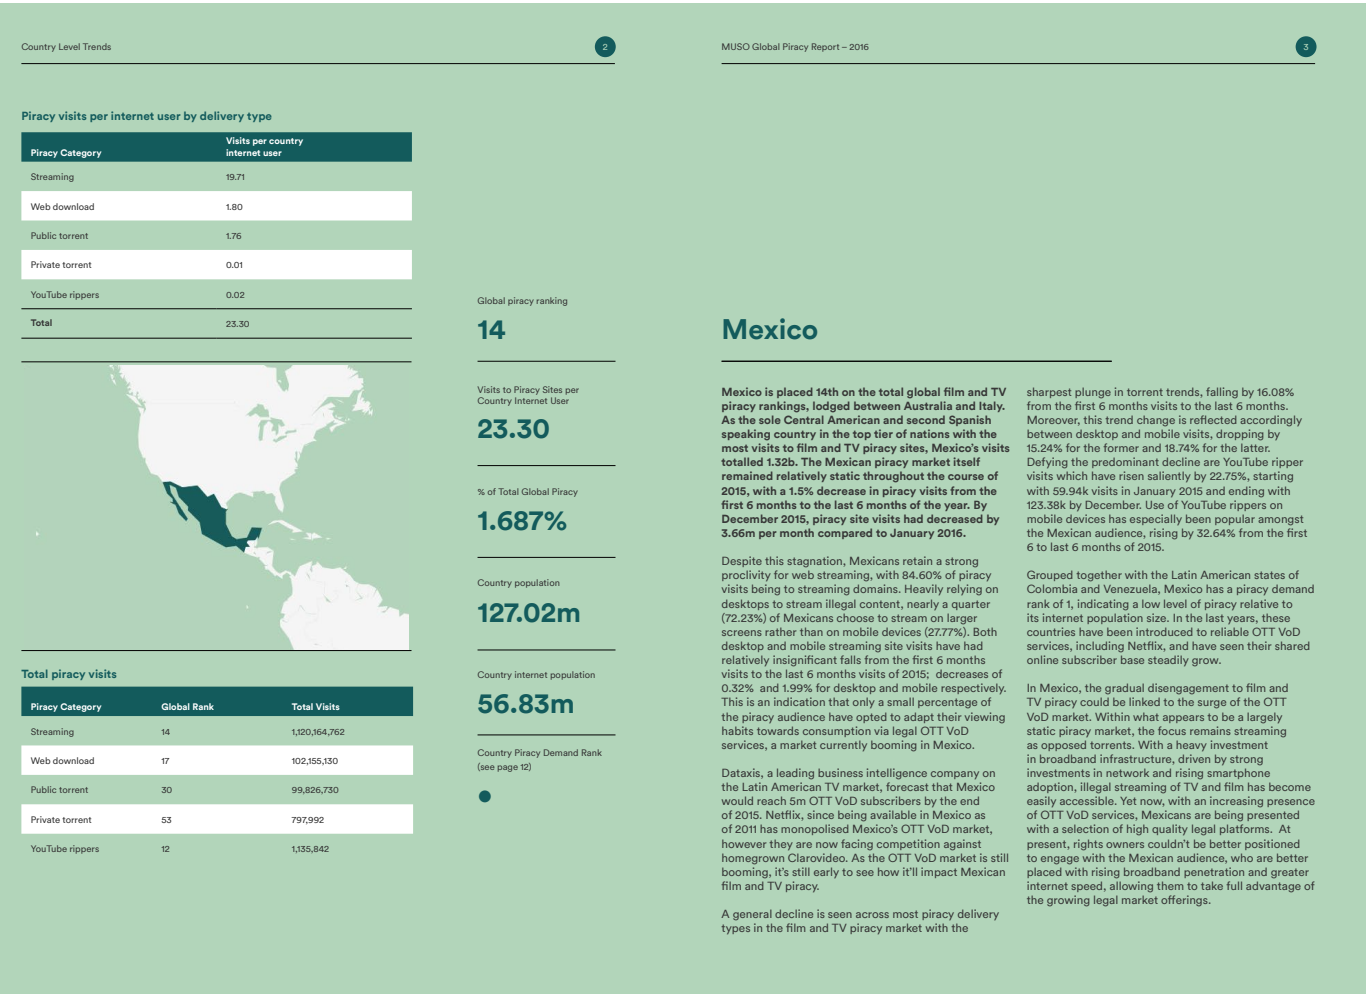 Country Level Trends
2
Piracy visits per internet user by delivery type
Piracy Category Visits per country internet user
Streaming 19.71
Web download 1.80
Public torrent 1.76
Private torrent 0.01
YouTube rippers 0.02
Total 23.30
Total piracy visits
Piracy Category Global Rank Total Visits
Streaming 14 1,120,164,762
Web download 17 102,155,130
Public torrent 30 99,826,730
Private torrent 53 797,992
YouTube rippers 12 1,135,842
Global piracy ranking
14
Visits to Piracy Sites per
Country Internet User
23.30
% of Total Global Piracy
1.687%
Country population
127.02m
Country internet population
56.83m
Country Piracy Demand Rank
(see page 12)
MUSO Global Piracy Report – 2016
3
Mexico
Mexico is placed 14th on the total global film and TV
piracy rankings, lodged between Australia and Italy.
As the sole Central American and second Spanish
speaking country in the top tier of nations with the
most visits to film and TV piracy sites, Mexico's visits
totalled 1.32b. The Mexican piracy market itself
remained relatively static throughout the course of
2015, with a 1.5% decrease in piracy visits from the
first 6 months to the last 6 months of the year. By
December 2015, piracy site visits had decreased by
3.66m per month compared to January 2016.
Despite this stagnation, Mexicans retain a strong
proclivity for web streaming, with 84.60% of piracy
visits being to streaming domains. Heavily relying on
desktops to stream illegal content, nearly a quarter
(72.23%) of Mexicans choose to stream on larger
screens rather than on mobile devices (27.77%). Both
desktop and mobile streaming site visits have had
relatively insignificant falls from the first 6 months
visits to the last 6 months visits of 2015;  decreases of
0.32%  and 1.99% for desktop and mobile respectively.
This is an indication that only a small percentage of
the piracy audience have opted to adapt their viewing
habits towards consumption via legal OTT VoD
services, a market currently booming in Mexico.
Dataxis, a leading business intelligence company on
the Latin American TV market, forecast that Mexico
would reach 5m OTT VoD subscribers by the end
of 2015. Netflix, since being available in Mexico as
of 2011 has monopolised Mexico's OTT VoD market,
however they are now facing competition against
homegrown Clarovideo. As the OTT VoD market is still
booming, it's still early to see how it'll impact Mexican
film and TV piracy.
A general decline is seen across most piracy delivery
types in the film and TV piracy market with the
sharpest plunge in torrent trends, falling by 16.08%
from the first 6 months visits to the last 6 months.
Moreover, this trend change is reflected accordingly
between desktop and mobile visits, dropping by
15.24% for the former and 18.74% for the latter.
Defying the predominant decline are YouTube ripper
visits which have risen saliently by 22.75%, starting
with 59.94k visits in January 2015 and ending with
123.38k by December. Use of YouTube rippers on
mobile devices has especially been popular amongst
the Mexican audience, rising by 32.64% from the first
6 to last 6 months of 2015.
Grouped together with the Latin American states of
Colombia and Venezuela, Mexico has a piracy demand
rank of 1, indicating a low level of piracy relative to
its internet population size. In the last years, these
countries have been introduced to reliable OTT VoD
services, including Netflix, and have seen their shared
online subscriber base steadily grow.
In Mexico, the gradual disengagement to film and
TV piracy could be linked to the surge of the OTT
VoD market. Within what appears to be a largely
static piracy market, the focus remains streaming
as opposed torrents. With a heavy investment
in broadband infrastructure, driven by strong
investments in network and rising smartphone
adoption, illegal streaming of TV and film has become
easily accessible. Yet now, with an increasing presence
of OTT VoD services, Mexicans are being presented
with a selection of high quality legal platforms.  At
present, rights owners couldn't be better positioned
to engage with the Mexican audience, who are better
placed with rising broadband penetration and greater
internet speed, allowing them to take full advantage of
the growing legal market offerings.